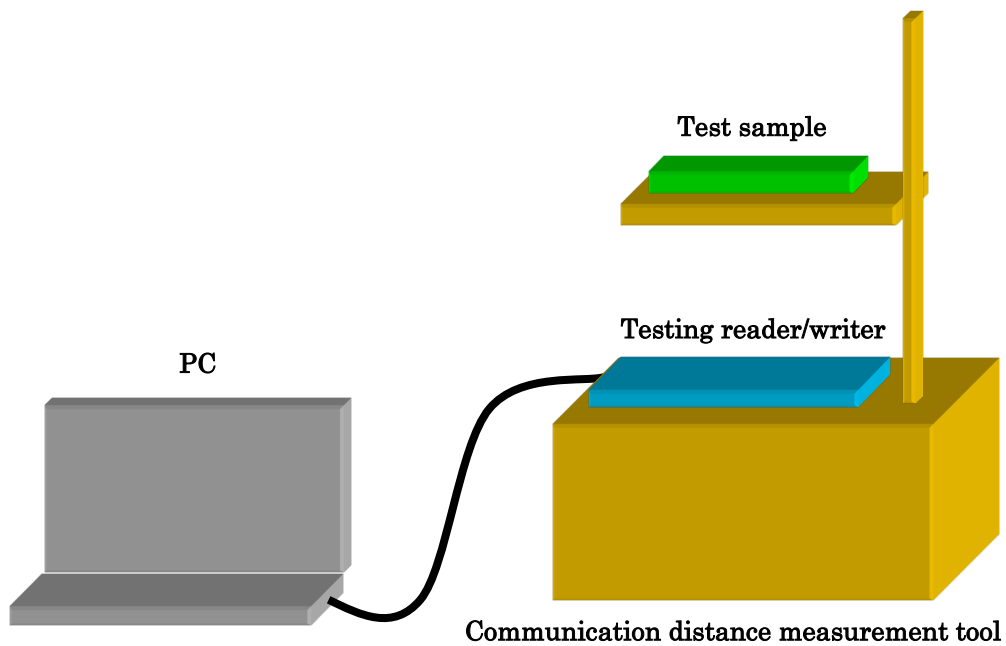 Test sample
Testing reader/writer
PC
Communication distance measurement tool